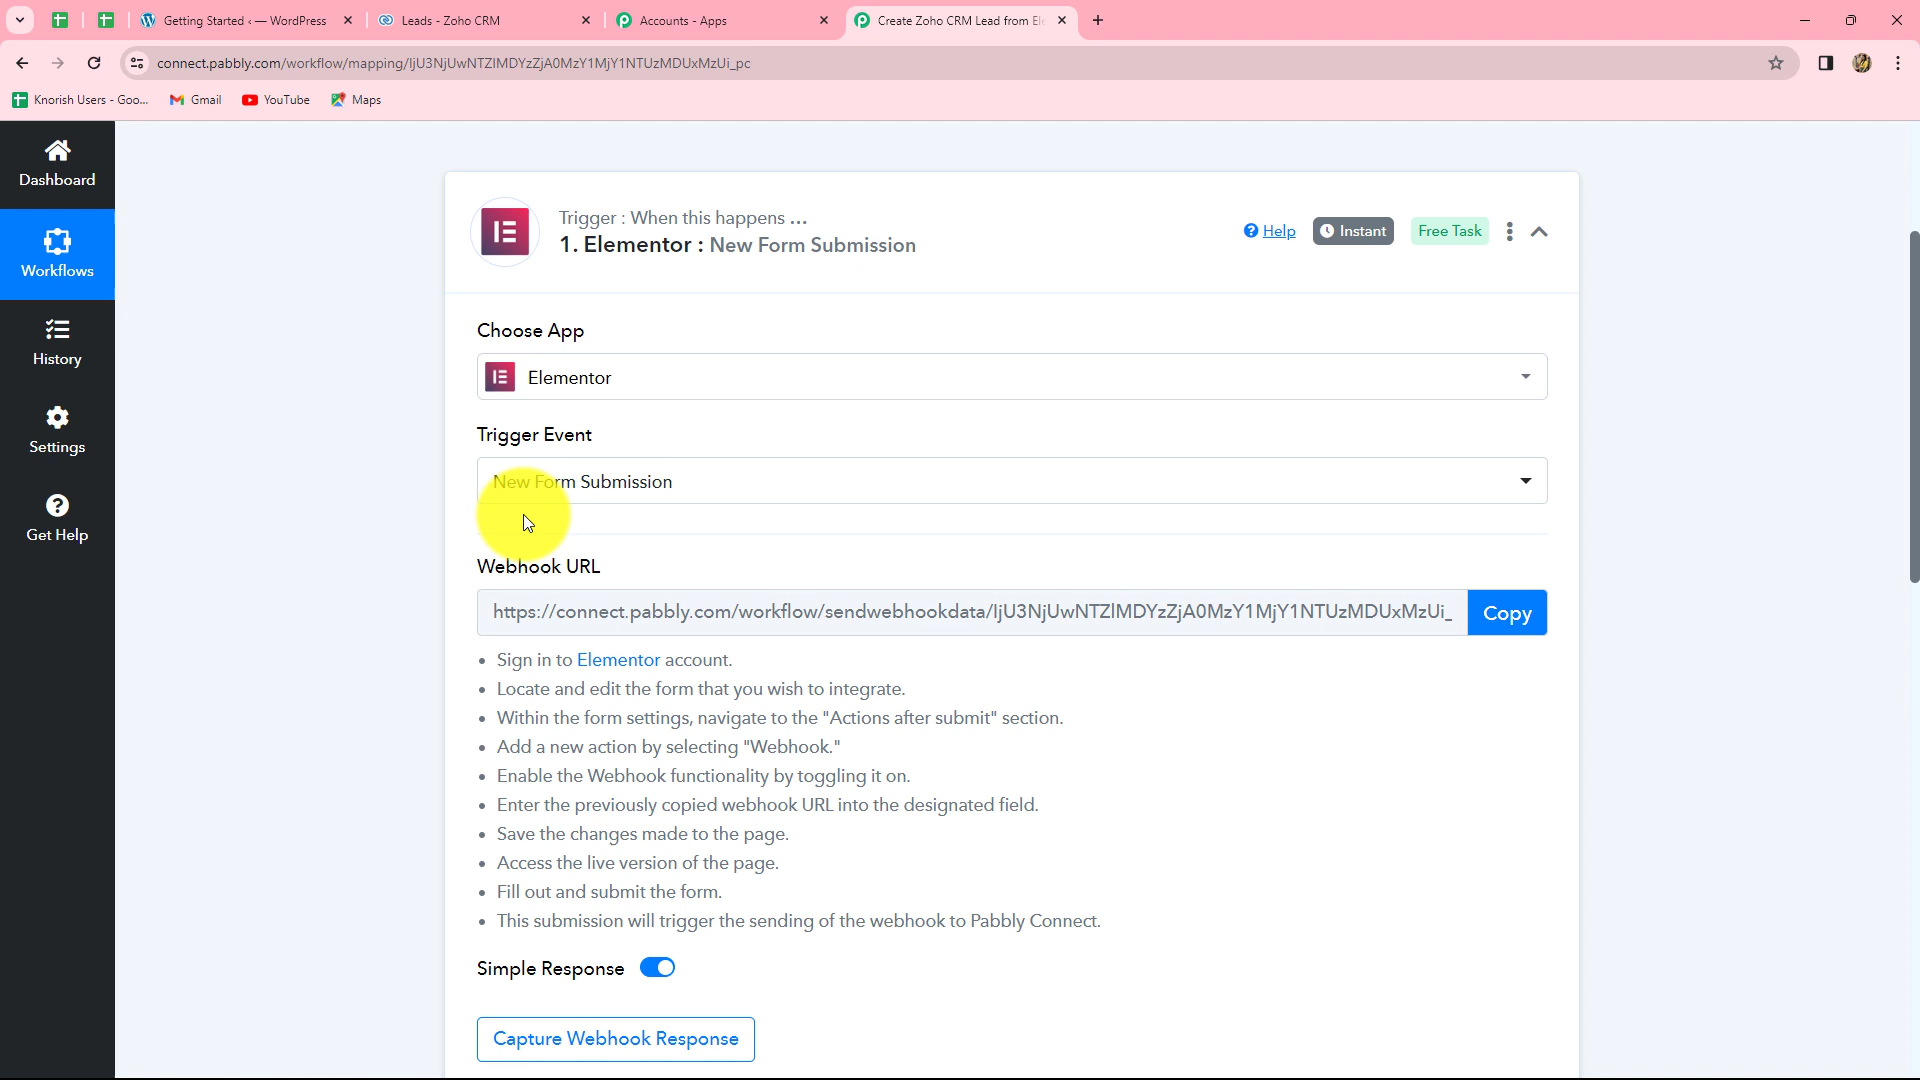 Getting Started ‹ — WordPress
Leads - Zoho CRM
Accounts - Apps
Create Zoho CRM Lead from Ele
connect.pabbly.com/workflow/mapping/IjU3NjUwNTZlMDYzZjA0MzY1MjY1NTUzMDUxMzUi_pc
Knorish Users - Goo...
Gmail
YouTube
Maps
Dashboard
Workflows
History
Settings
Get Help
Trigger : When this happens ...
1. Elementor : New Form Submission
Help
Instant
Free Task
Choose App
Elementor
Trigger Event
New Form Submission
Webhook URL
https://connect.pabbly.com/workflow/sendwebhookdata/IjU3NjUwNTZlMDYzZjA0MzY1MjY1NTUzMDUxMzUi_
Copy
• Sign in to Elementor account.
• Locate and edit the form that you wish to integrate.
• Within the form settings, navigate to the "Actions after submit" section.
• Add a new action by selecting "Webhook."
• Enable the Webhook functionality by toggling it on.
• Enter the previously copied webhook URL into the designated field.
• Save the changes made to the page.
• Access the live version of the page.
• Fill out and submit the form.
• This submission will trigger the sending of the webhook to Pabbly Connect.
Simple Response
Capture Webhook Response